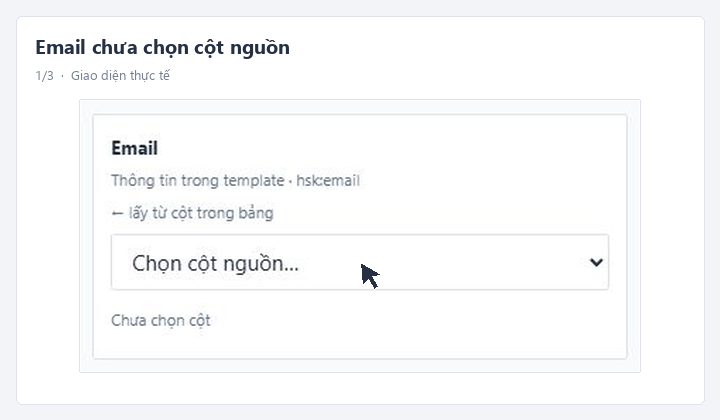 Email chưa chọn cột nguồn
1/3 · Giao diện thực tế
Email
Thông tin trong template · hsk:email
← lấy từ cột trong bảng
Chọn cột nguồn...
Chưa chọn cột